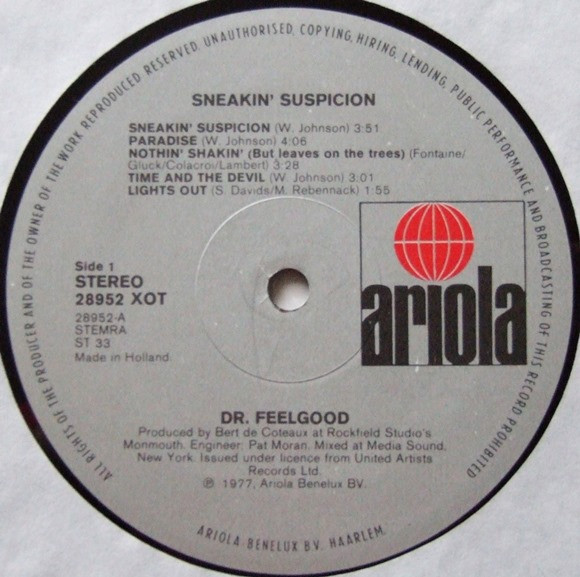 ALL RIGHTS OF THE PRODUCER AND OF THE OWNER OF THE WORK REPRODUCED RESERVED. UNAUTHORISED, COPYING, HIRING, LENDING, PUBLIC PERFORMANCE AND BROADCASTING OF THIS RECORD PROHIBITED
SNEAKIN' SUSPICION
SNEAKIN' SUSPICION (W. Johnson) 3:51
PARADISE (W. Johnson) 4:06
NOTHIN' SHAKIN' (But leaves on the trees) (Fontaine/
Gluck/Colacroi/Lambert) 3:28
TIME AND THE DEVIL (W. Johnson) 3:01
LIGHTS OUT (S. Davids/M. Rebennack) 1:55
Side 1
STEREO
28952 XOT
28952-A
STEMRA
ST 33
Made in Holland
ariola
DR. FEELGOOD
Produced by Bert de Coteaux at Rockfield Studio's
Monmouth. Engineer: Pat Moran. Mixed at Media Sound,
New York. Issued under licence from United Artists
Records Ltd.
℗ 1977, Ariola Benelux BV.
ARIOLA-BENELUX B.V. HAARLEM.